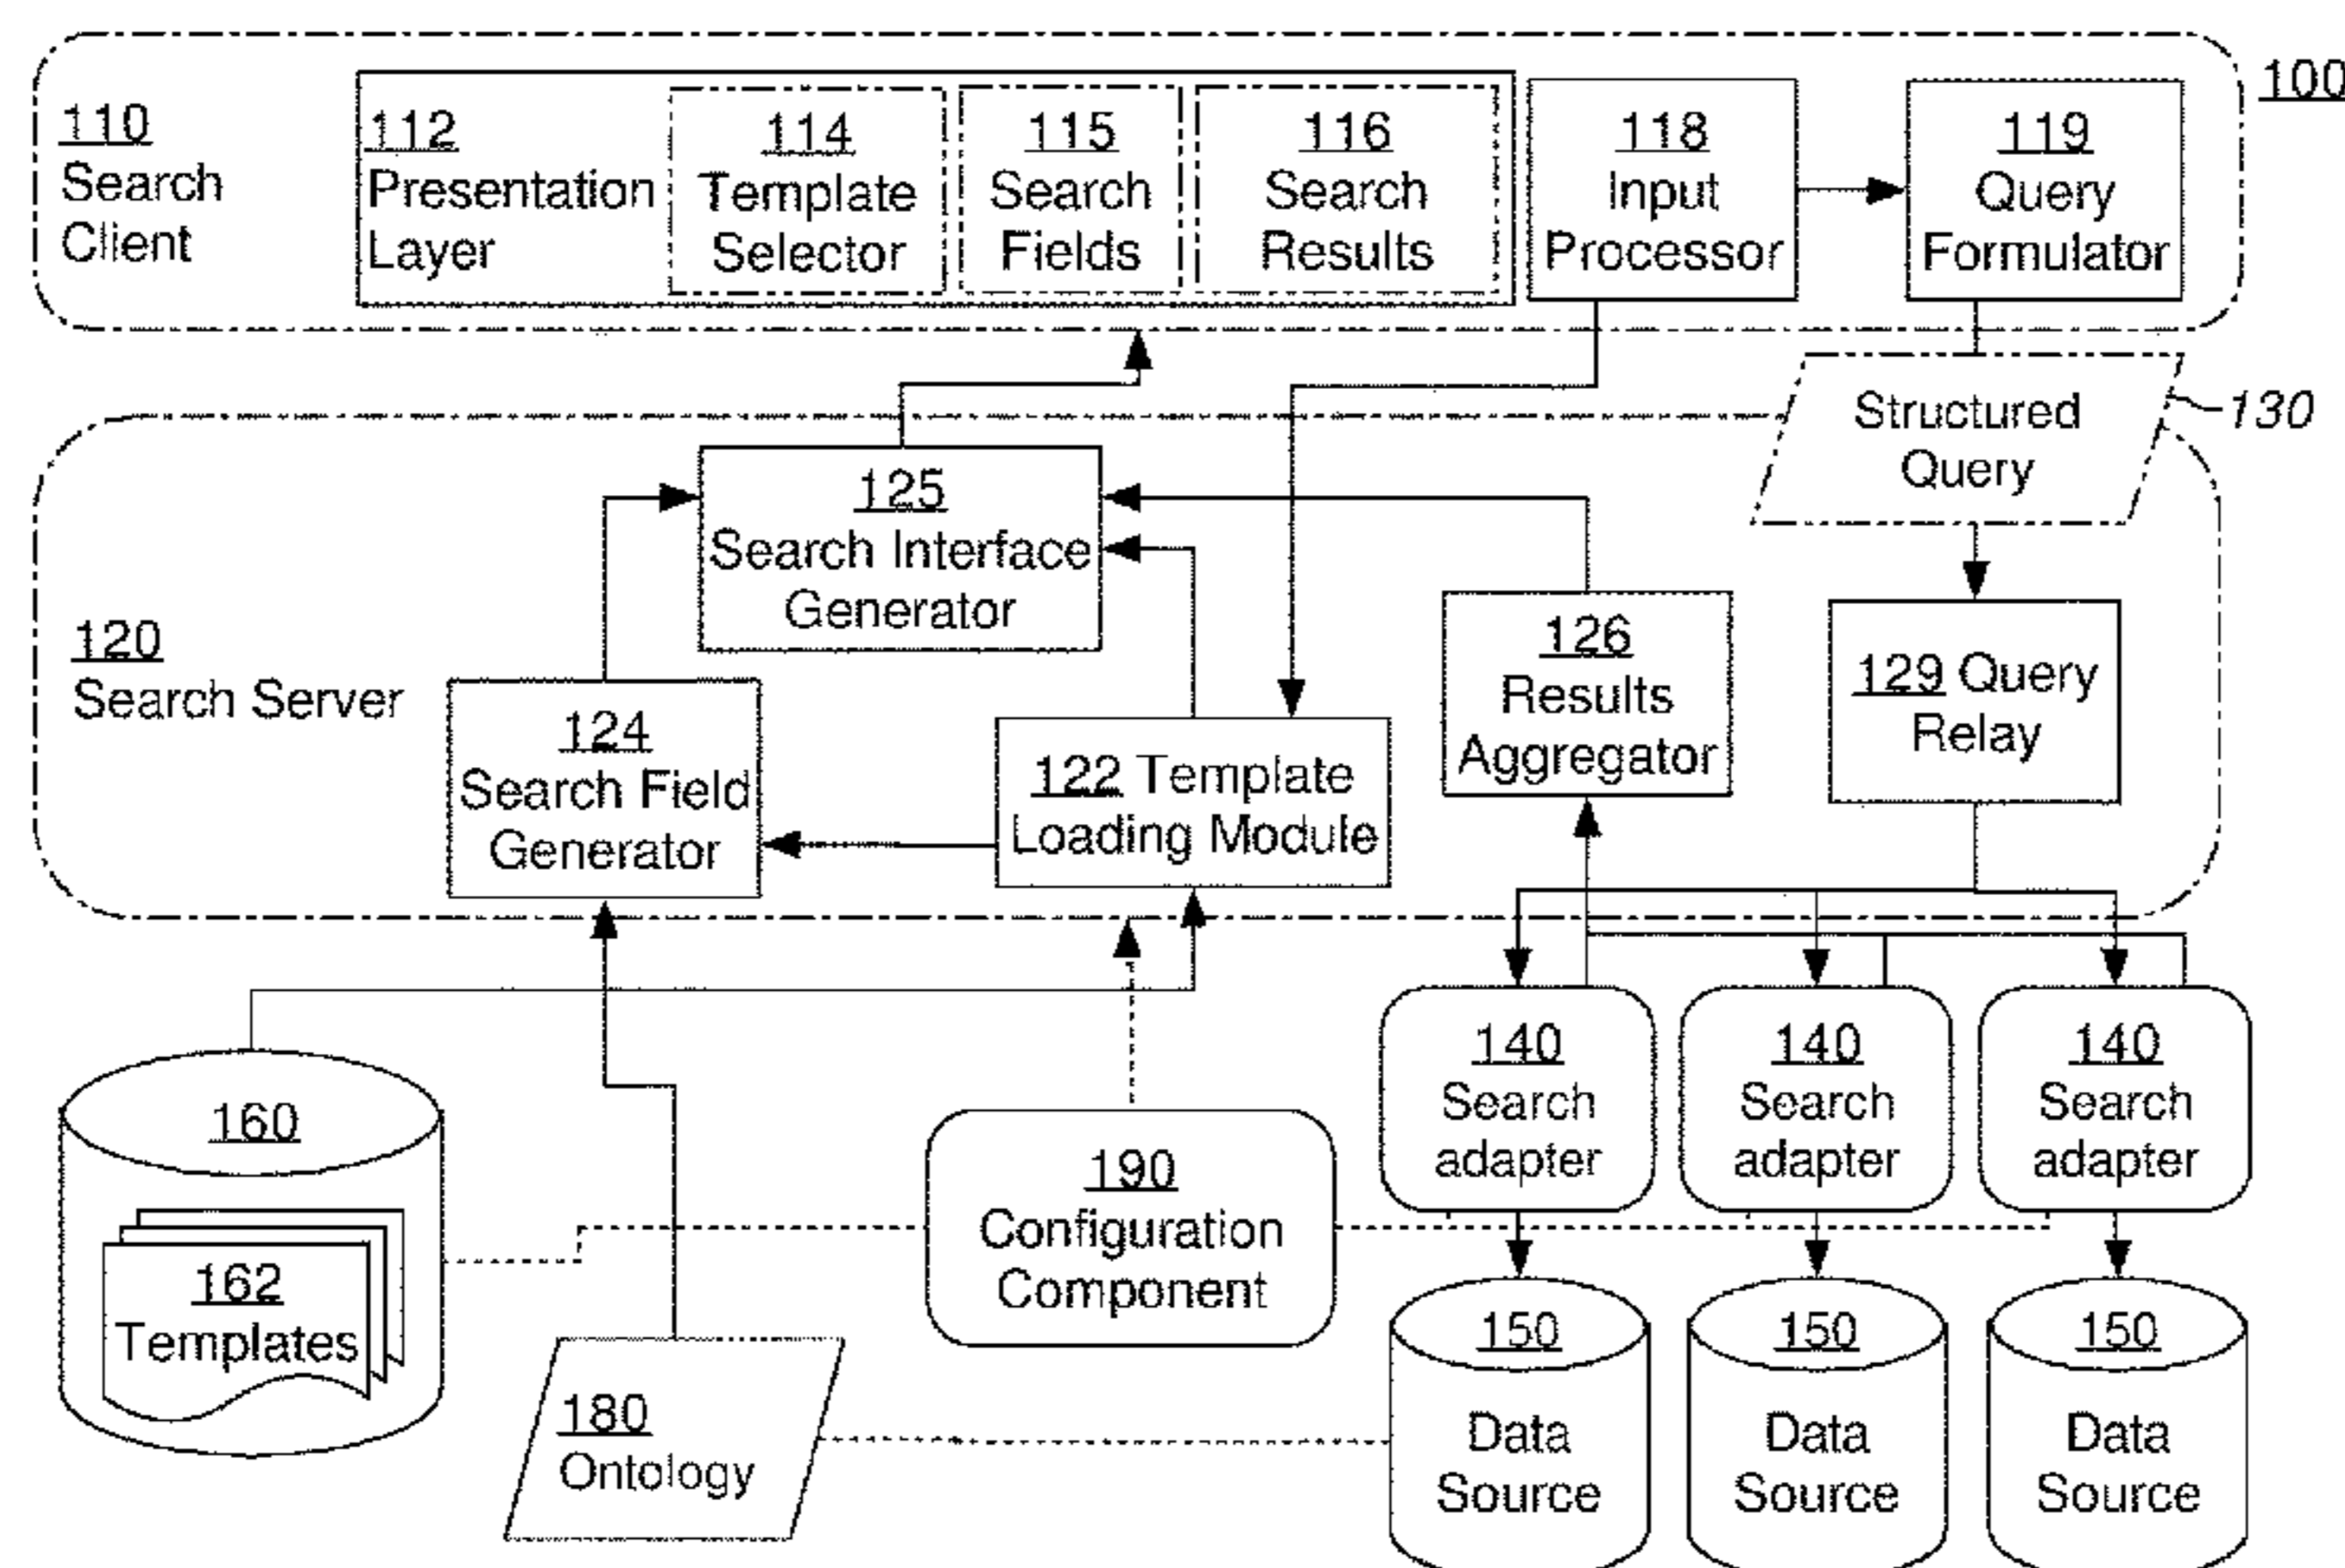 100
110
Search
Client
112
Presentation
Layer
114
Template
Selector
115
Search
Fields
116
Search
Results
118
Input
Processor
119
Query
Formulator
Structured
Query
130
120
Search Server
125
Search Interface
Generator
124
Search Field
Generator
122 Template
Loading Module
126
Results
Aggregator
129 Query
Relay
140
Search
adapter
140
Search
adapter
140
Search
adapter
160
162
Templates
190
Configuration
Component
180
Ontology
150
Data
Source
150
Data
Source
150
Data
Source